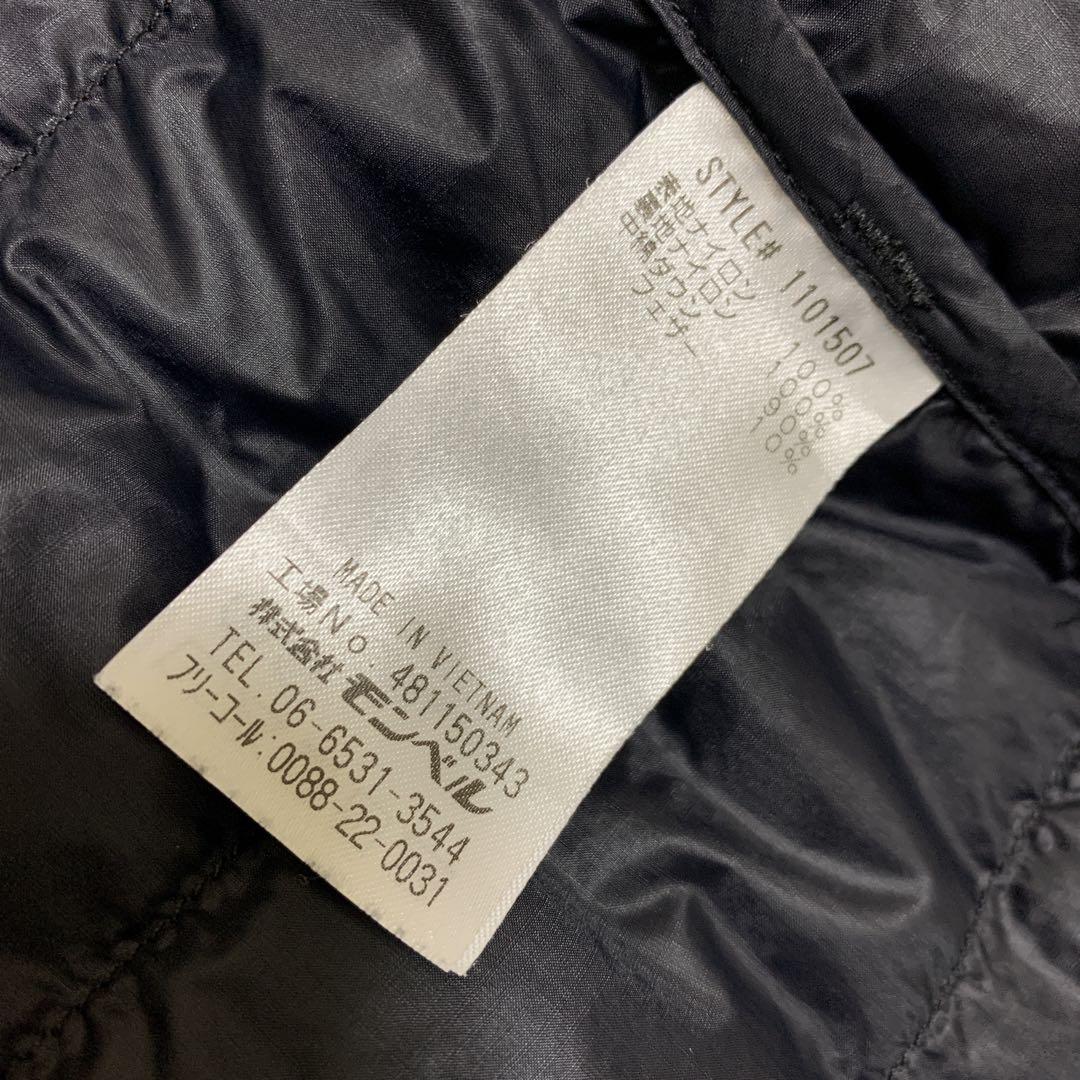 STYLE# 1101507
表地ナイロン 100%
裏地ナイロン 100%
中綿ダウン 90%
フェザー 10%
MADE IN VIETNAM
工場No. 481150343
株式会社 モンベル
TEL. 06-6531-3544
フリーコール:0088-22-0031